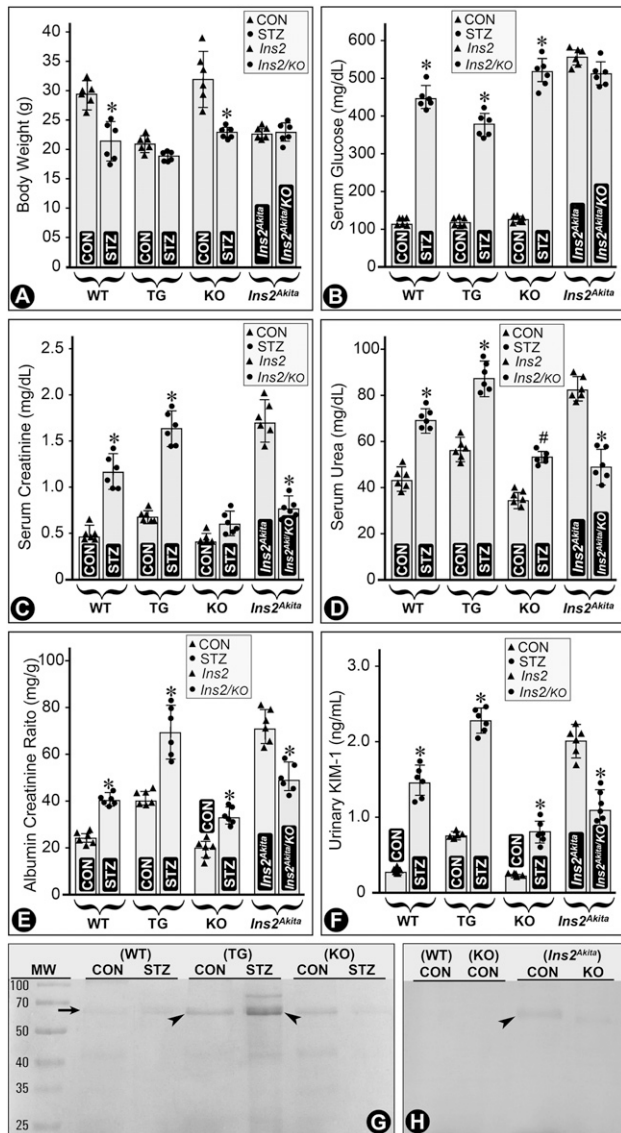 CON
STZ
Ins2
Ins2/KO
Body Weight (g)
40
35
30
25
20
15
10
05
0
CON STZ CON STZ CON STZ Ins2Akita Ins2Akita/KO
WT TG KO Ins2Akita
A
CON
STZ
Ins2
Ins2/KO
Serum Glucose (mg/dL)
600
500
400
300
200
100
0
CON STZ CON STZ CON STZ Ins2Akita Ins2Akita/KO
WT TG KO Ins2Akita
B
CON
STZ
Ins2
Ins2/KO
Serum Creatinine (mg/dL)
2.0
1.5
1.0
0.5
0
CON STZ CON STZ CON STZ Ins2Akita Ins2Aki/KO
WT TG KO Ins2Akita
C
CON
STZ
Ins2
Ins2/KO
Serum Urea (mg/dL)
100
80
60
40
20
0
CON STZ CON STZ CON STZ Ins2Akita Ins2Akita/KO
WT TG KO Ins2Akita
D
CON
STZ
Ins2
Ins2/KO
Albumin Creatinine Raito (mg/g)
100
80
60
40
20
0
CON STZ CON STZ CON STZ Ins2Akita Ins2Akita/KO
WT TG KO Ins2Akita
E
CON
STZ
Ins2
Ins2/KO
Urinary KIM-1 (ng/mL)
3.0
2.0
1.0
0
CON STZ CON STZ CON STZ Ins2Akita Ins2Akita/KO
WT TG KO Ins2Akita
F
(WT) (TG) (KO)
MW CON STZ CON STZ CON STZ
100
70
50
40
35
25
G
(WT) (KO) (Ins2Akita)
CON CON CON KO
H